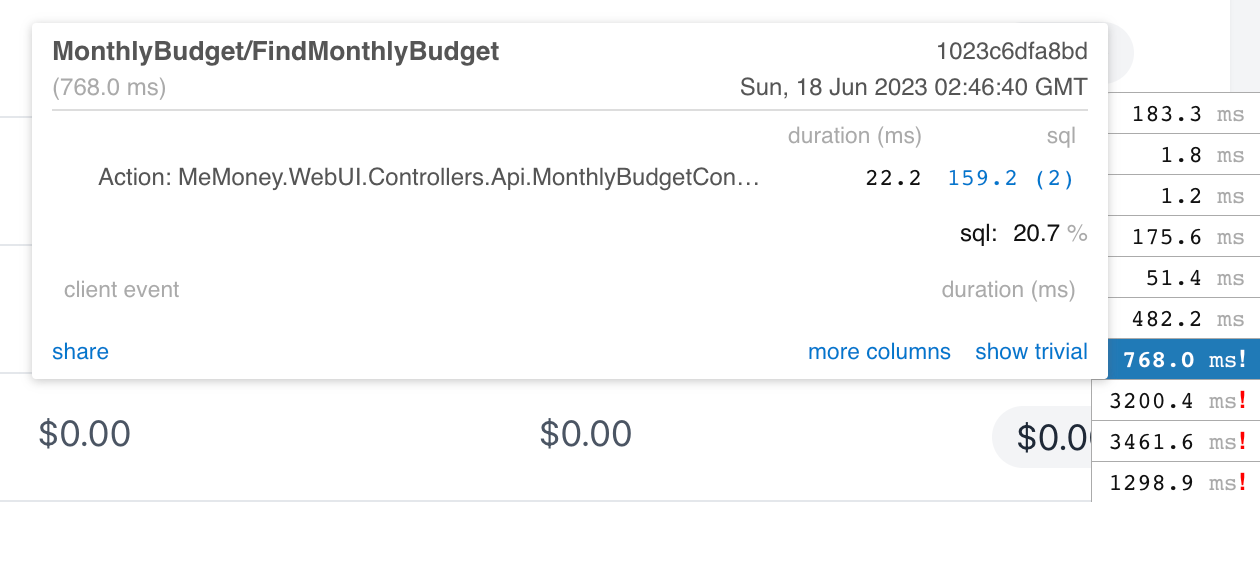 MonthlyBudget/FindMonthlyBudget 1023c6dfa8bd
(768.0 ms) Sun, 18 Jun 2023 02:46:40 GMT
duration (ms) sql
Action: MeMoney.WebUI.Controllers.Api.MonthlyBudgetCon... 22.2 159.2 (2)
sql: 20.7 %
client event duration (ms)
share more columns show trivial
183.3 ms
1.8 ms
1.2 ms
175.6 ms
51.4 ms
482.2 ms
768.0 ms!
3200.4 ms!
3461.6 ms!
1298.9 ms!
$0.00 $0.00 $0.0